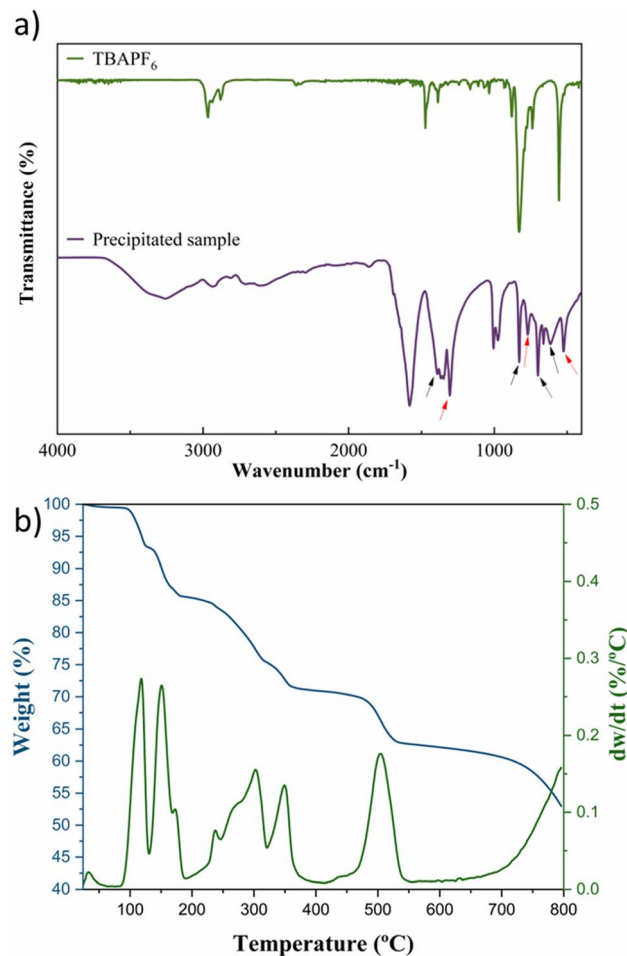 a)
TBAPF6
Precipitated sample
Transmittance (%)
4000 3000 2000 1000
Wavenumber (cm-1)
b)
100
95
90
85
80
75
70
65
60
55
50
45
40
Weight (%)
0.5
0.4
0.3
0.2
0.1
0.0
dw/dt (%/ºC)
100 200 300 400 500 600 700 800
Temperature (ºC)